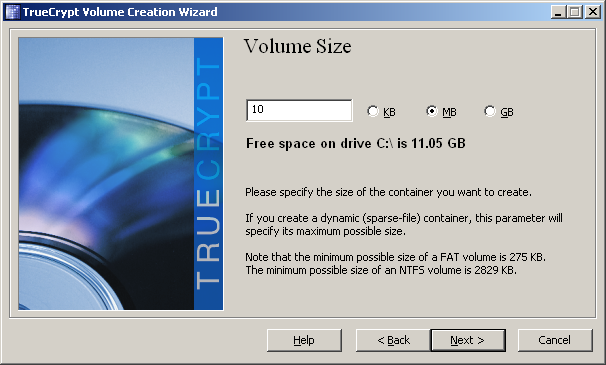 TrueCrypt Volume Creation Wizard
TRUECRYPT
Volume Size
10
KB
MB
GB
Free space on drive C:\ is 11.05 GB
Please specify the size of the container you want to create.
If you create a dynamic (sparse-file) container, this parameter will
specify its maximum possible size.
Note that the minimum possible size of a FAT volume is 275 KB.
The minimum possible size of an NTFS volume is 2829 KB.
Help
< Back
Next >
Cancel